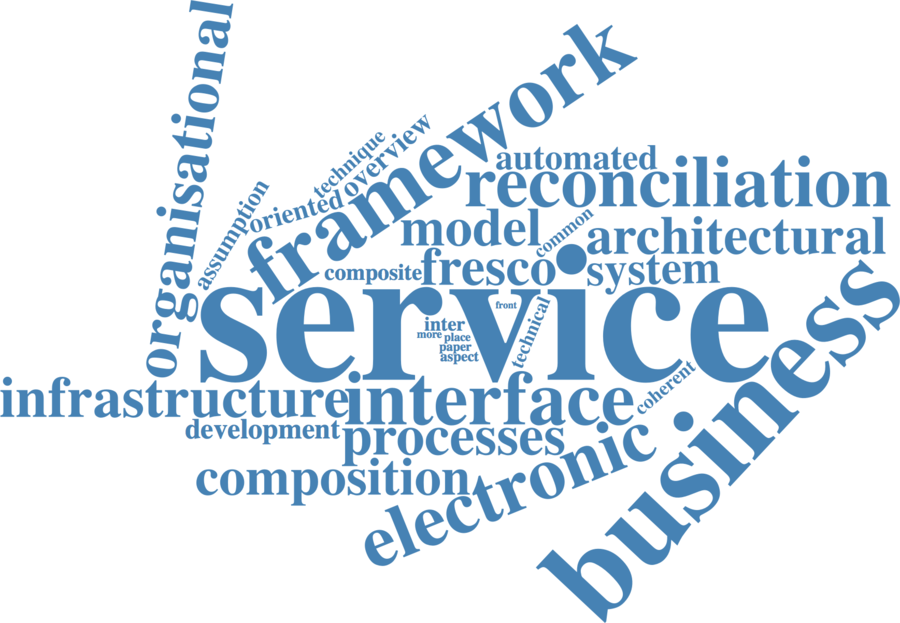 organisational
framework
technique
overview
automated
reconciliation
assumption
oriented
model
common
architectural
composite
fresco
system
service
front
inter
more
place
technical
paper
aspect
business
infrastructure
interface
coherent
development
processes
electronic
composition